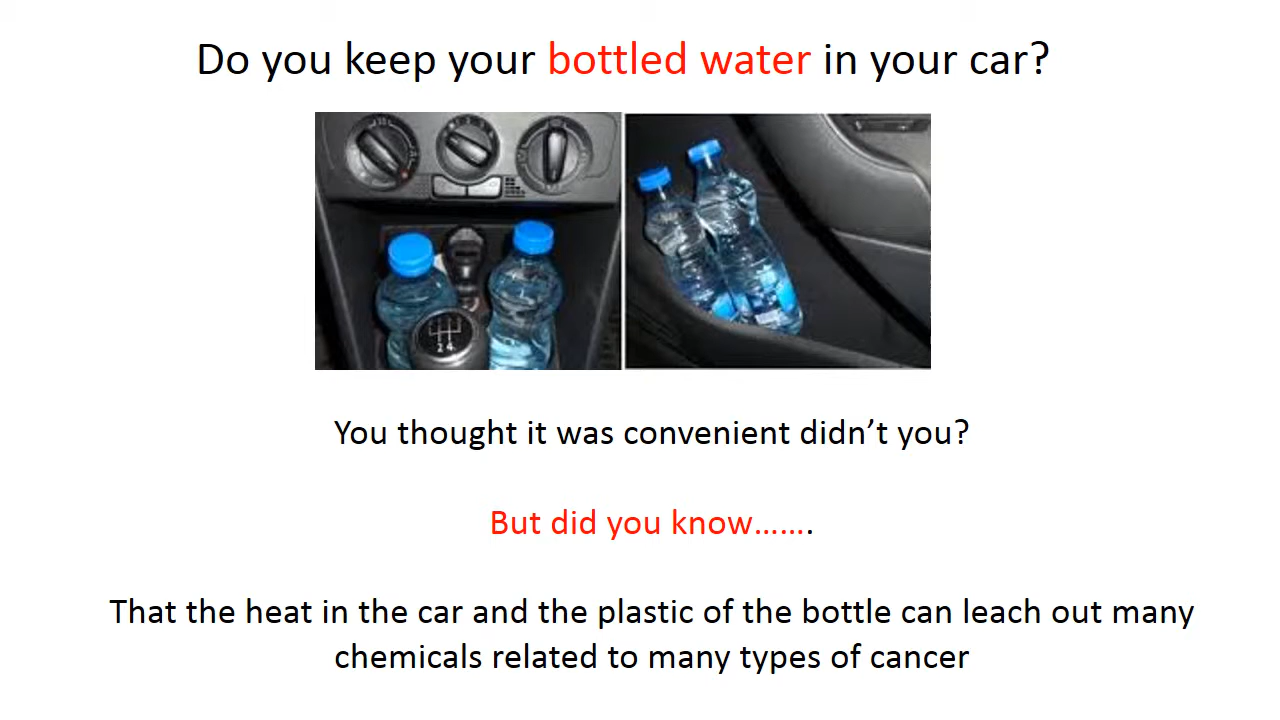 Do you keep your bottled water in your car?
2 4
You thought it was convenient didn’t you?
But did you know…….
That the heat in the car and the plastic of the bottle can leach out many
chemicals related to many types of cancer